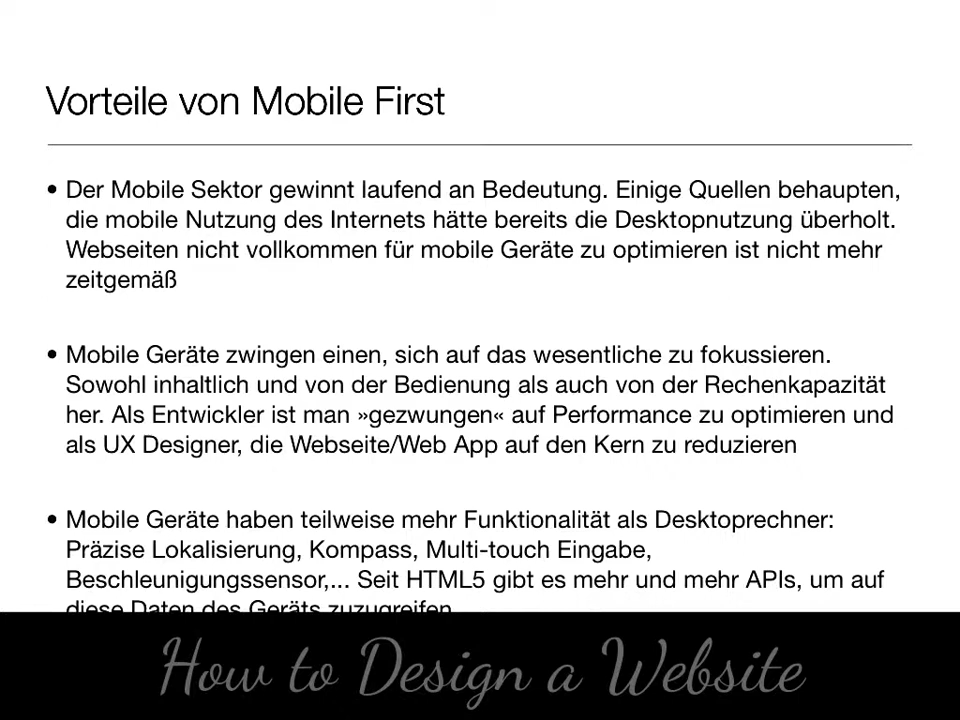 Vorteile von Mobile First
• Der Mobile Sektor gewinnt laufend an Bedeutung. Einige Quellen behaupten,
die mobile Nutzung des Internets hätte bereits die Desktopnutzung überholt.
Webseiten nicht vollkommen für mobile Geräte zu optimieren ist nicht mehr
zeitgemäß
• Mobile Geräte zwingen einen, sich auf das wesentliche zu fokussieren.
Sowohl inhaltlich und von der Bedienung als auch von der Rechenkapazität
her. Als Entwickler ist man »gezwungen« auf Performance zu optimieren und
als UX Designer, die Webseite/Web App auf den Kern zu reduzieren
• Mobile Geräte haben teilweise mehr Funktionalität als Desktoprechner:
Präzise Lokalisierung, Kompass, Multi-touch Eingabe,
Beschleunigungssensor,... Seit HTML5 gibt es mehr und mehr APIs, um auf
diese Daten des Geräts zuzugreifen
How to Design a Website